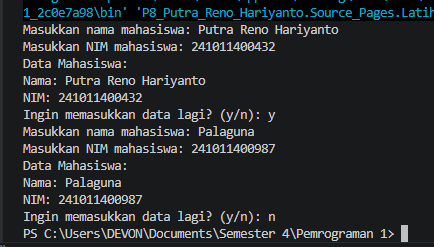 1_2c0e7a98\bin' 'P8_Putra_Reno_Hariyanto.Source_Pages.Latih
Masukkan nama mahasiswa: Putra Reno Hariyanto
Masukkan NIM mahasiswa: 241011400432
Data Mahasiswa:
Nama: Putra Reno Hariyanto
NIM: 241011400432
Ingin memasukkan data lagi? (y/n): y
Masukkan nama mahasiswa: Palaguna
Masukkan NIM mahasiswa: 241011400987
Data Mahasiswa:
Nama: Palaguna
NIM: 241011400987
Ingin memasukkan data lagi? (y/n): n
PS C:\Users\DEVON\Documents\Semester 4\Pemrograman 1>